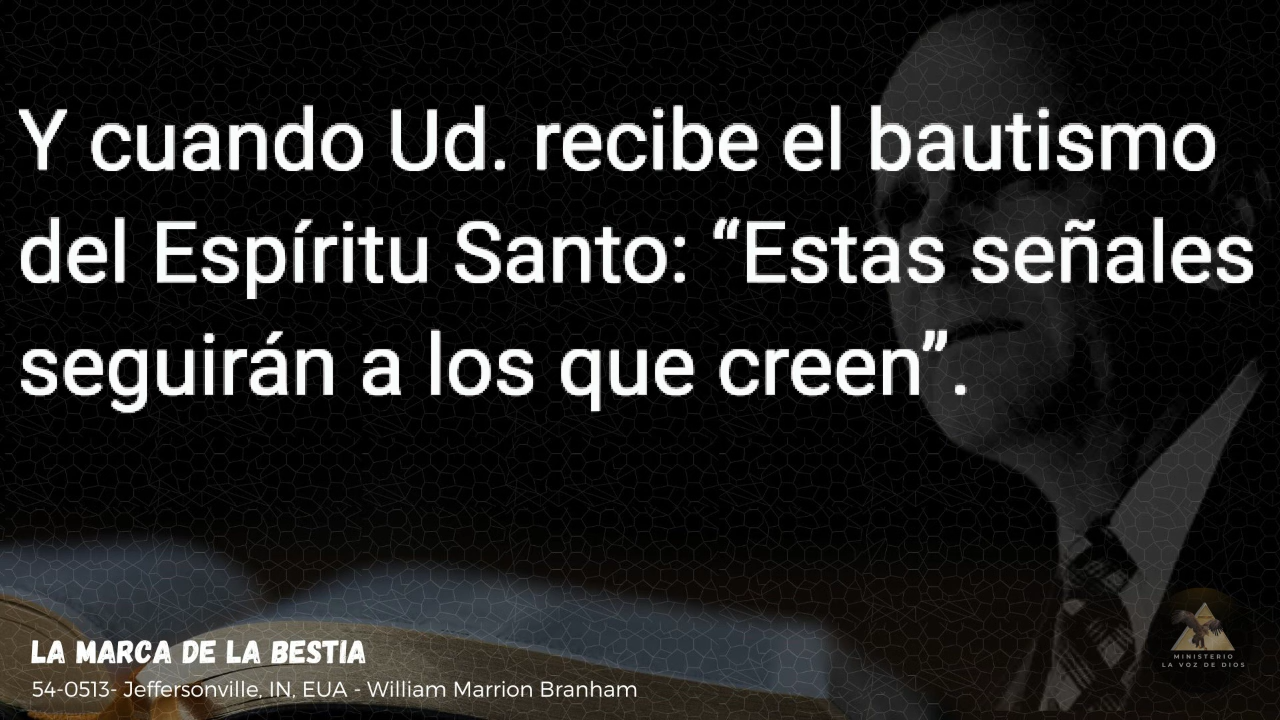 Y cuando Ud. recibe el bautismo
del Espíritu Santo: “Estas señales
seguirán a los que creen”.
LA MARCA DE LA BESTIA
54-0513- Jeffersonville, IN, EUA - William Marrion Branham
MINISTERIO
LA VOZ DE DIOS